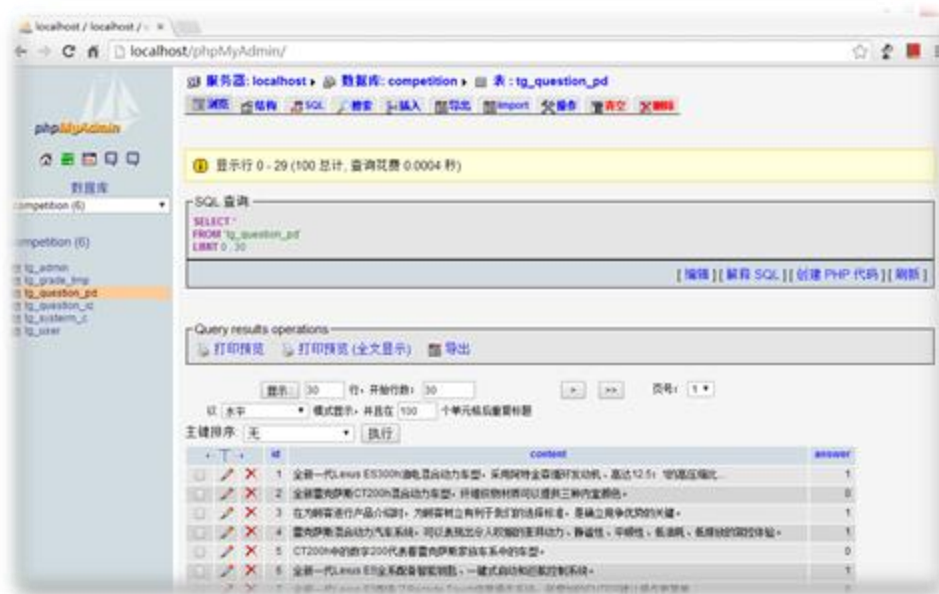 localhost / localhost /
localhost/phpMyAdmin/
phpMyAdmin
数据库
competition (6)
competition (6)
tg_admin
tg_grade_tmp
tg_question_pd
tg_systerm_c
tg_user
服务器: localhost ▸ 数据库: competition ▸ 表 : tg_question_pd
浏览 结构 SQL 搜索 插入 导出 Import 操作 清空 删除
显示行 0 - 29 (100 总计, 查询花费 0.0004 秒)
SQL 查询
SELECT *
FROM `tg_question_pd`
LIMIT 0 , 30
[ 编辑 ] [ 解释 SQL ] [ 创建 PHP 代码 ] [ 刷新 ]
Query results operations
打印预览 打印预览 (全文显示) 导出
显示: 30 行, 开始行数: 30 > >> 页号: 1
以 水平 模式显示, 并且在 100 个单元格后重复标题
主键排序: 无 执行
←T→ id content answer
1 全新一代Lexus ES300h油电混合动力车型, 采用阿特金森循环发动机, 高达12.5: 1的高压缩比... 1
2 全新雷克萨斯CT200h混合动力车型, 纤维织物材质可以提供三种内室颜色。 0
3 在为顾客进行产品介绍时, 为顾客树立有利于我们的选择标准, 是确立竞争优势的关键。 1
4 雷克萨斯混合动力汽车系统, 可以表现出令人吃惊的澎湃动力、静谧性、平顺性、低油耗、低排放的驾控体验。 1
5 CT200h中的数字200代表着雷克萨斯家族车系中的车型。 0
6 全新一代Lexus ES全系配备智能钥匙、一键式启动和巡航控制系统。 1